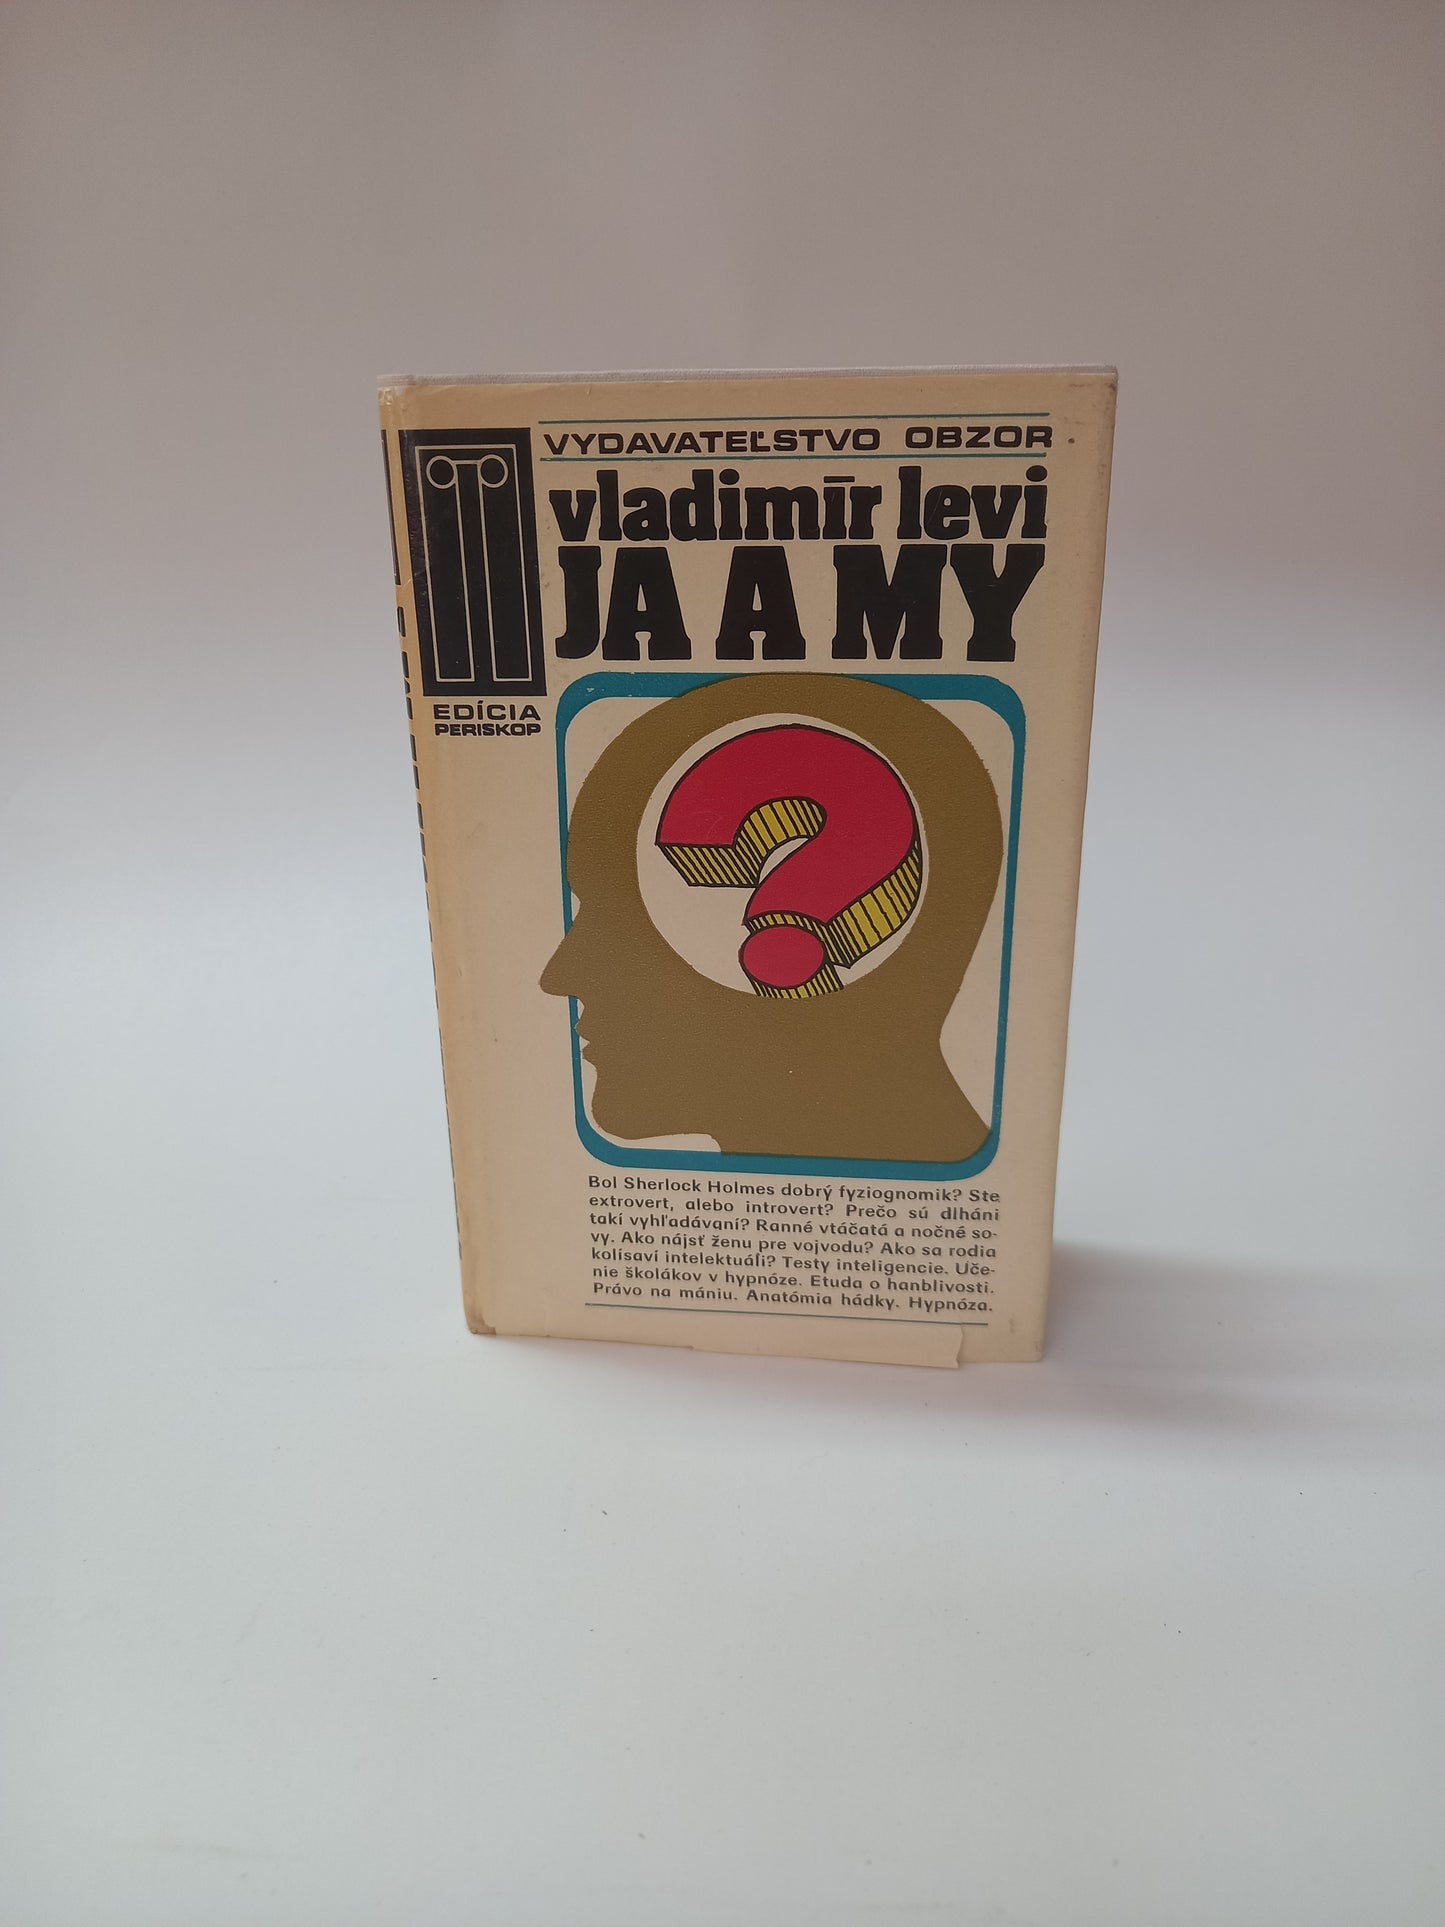 VYDAVATEĽSTVO OBZOR
vladimír levi
JA A MY
EDÍCIA
PERISKOP
Bol Sherlock Holmes dobrý fyziognomik? Ste
extrovert, alebo introvert? Prečo sú dlháni
takí vyhľadávaní? Ranné vtáčatá a nočné so-
vy. Ako nájsť ženu pre vojvodu? Ako sa rodia
kolísaví intelektuáli? Testy inteligencie. Uče-
nie školákov v hypnóze. Etuda o hanblivosti.
Právo na mániu. Anatómia hádky. Hypnóza.